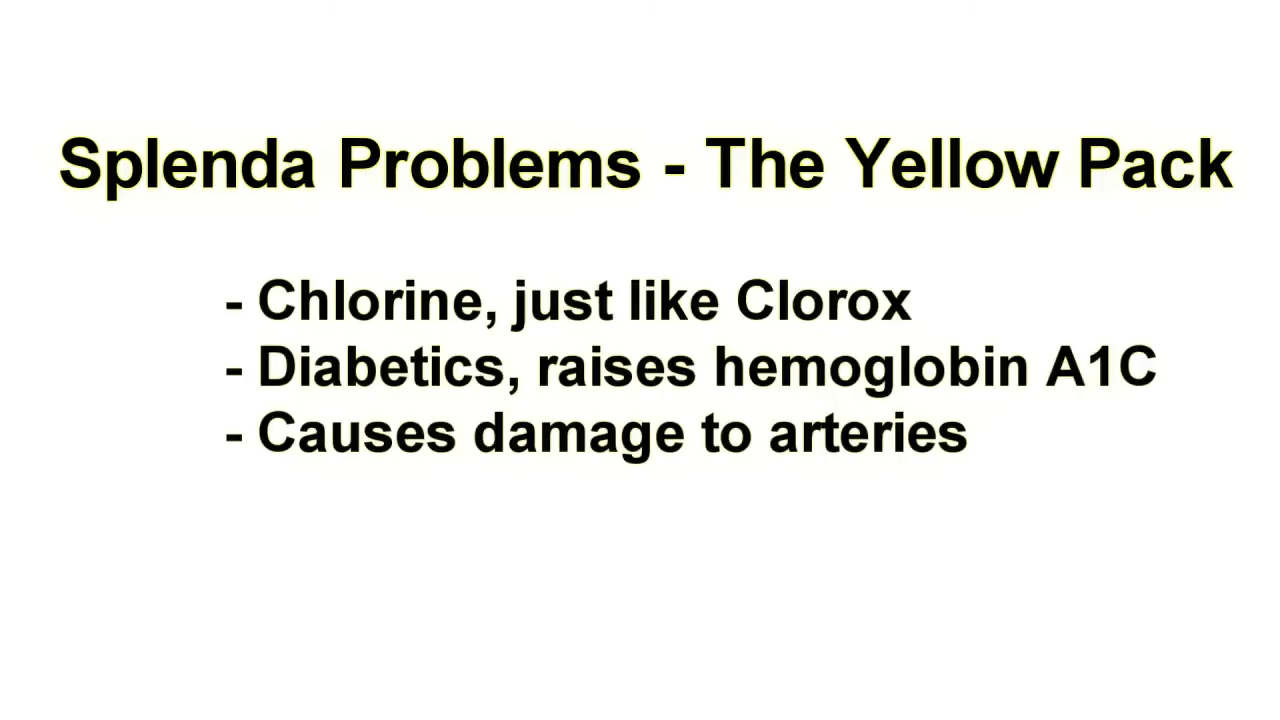 Splenda Problems - The Yellow Pack
- Chlorine, just like Clorox
- Diabetics, raises hemoglobin A1C
- Causes damage to arteries